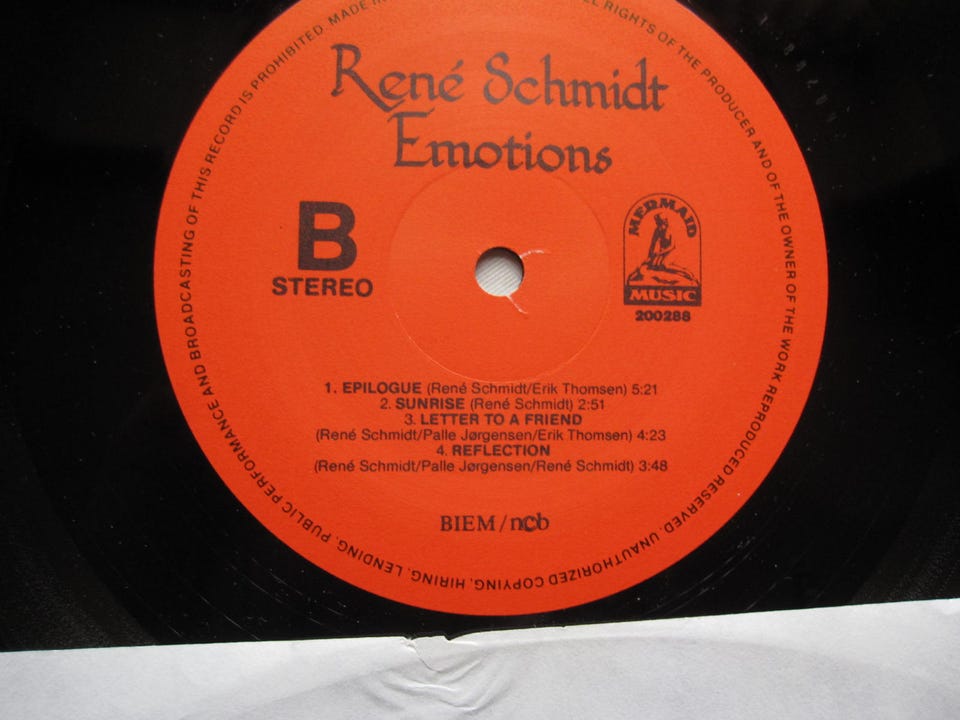 René Schmidt
Emotions
B
STEREO
MERMAID
MUSIC
200288
1. EPILOGUE (René Schmidt/Erik Thomsen) 5:21
2. SUNRISE (René Schmidt) 2:51
3. LETTER TO A FRIEND
(René Schmidt/Palle Jørgensen/Erik Thomsen) 4:23
4. REFLECTION
(René Schmidt/Palle Jørgensen/René Schmidt) 3:48
BIEM/ncb
ALL RIGHTS OF THE PRODUCER AND OF THE OWNER OF THE WORK REPRODUCED RESERVED. UNAUTHORIZED COPYING, HIRING, LENDING, PUBLIC PERFORMANCE AND BROADCASTING OF THIS RECORD IS PROHIBITED. MADE IN